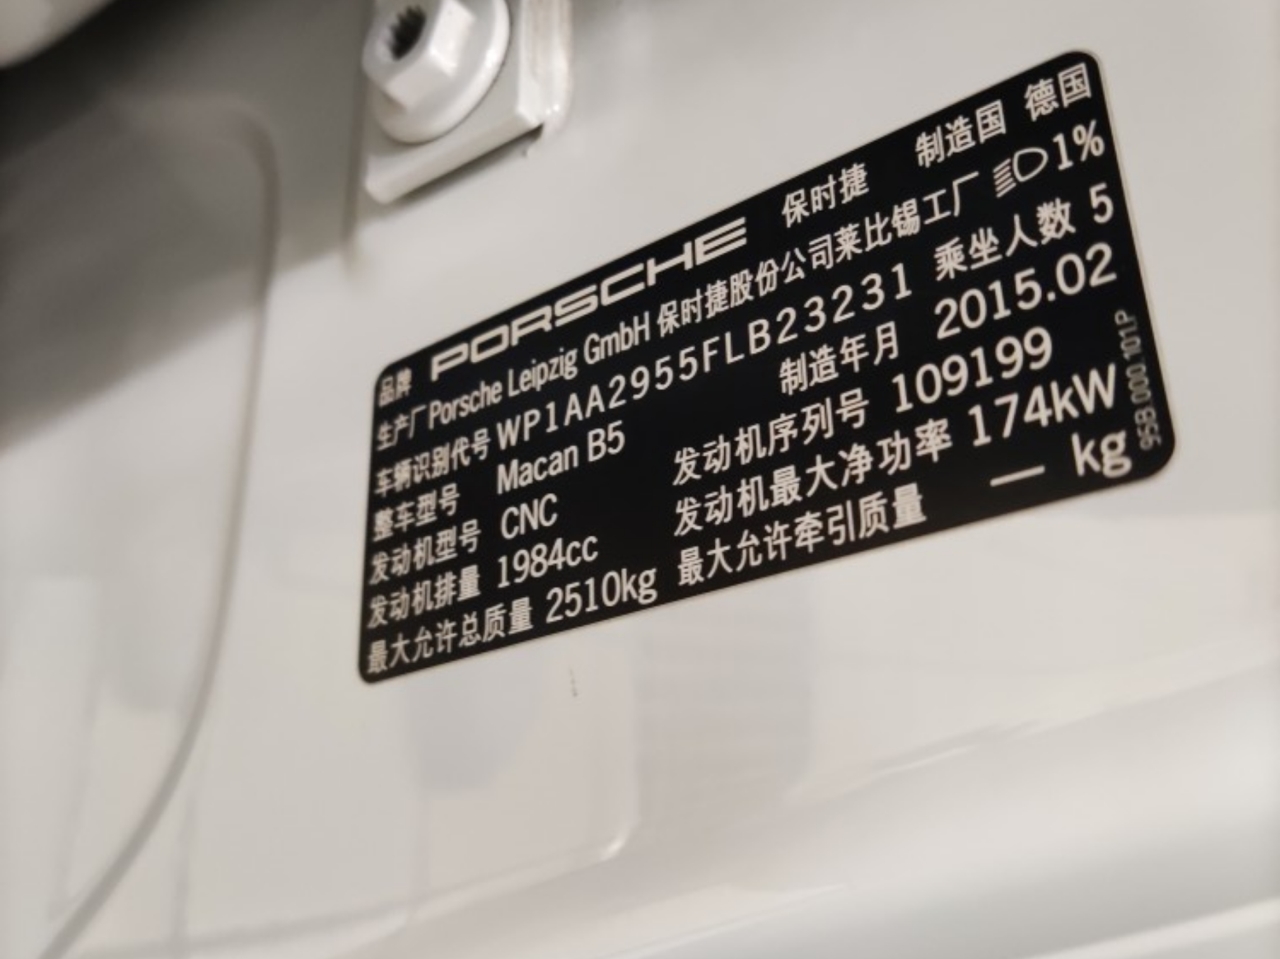 品牌 PORSCHE 保时捷 制造国 德国
生产厂 Porsche Leipzig GmbH 保时捷股份公司莱比锡工厂 1%
车辆识别代号 WP1AA2955FLB23231 乘坐人数 5
整车型号 Macan B5 制造年月 2015.02
发动机型号 CNC 发动机序列号 109199
发动机排量 1984cc 发动机最大净功率 174kW
最大允许总质量 2510kg 最大允许牵引质量 — kg
95B 000 101P